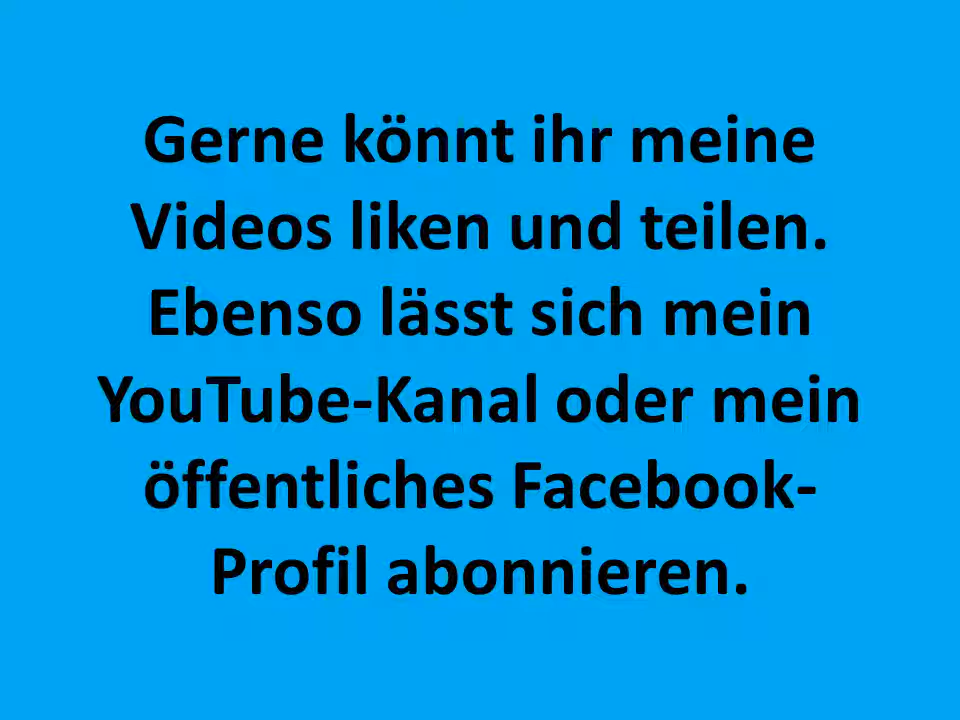 Gerne könnt ihr meine
Videos liken und teilen.
Ebenso lässt sich mein
YouTube-Kanal oder mein
öffentliches Facebook-
Profil abonnieren.